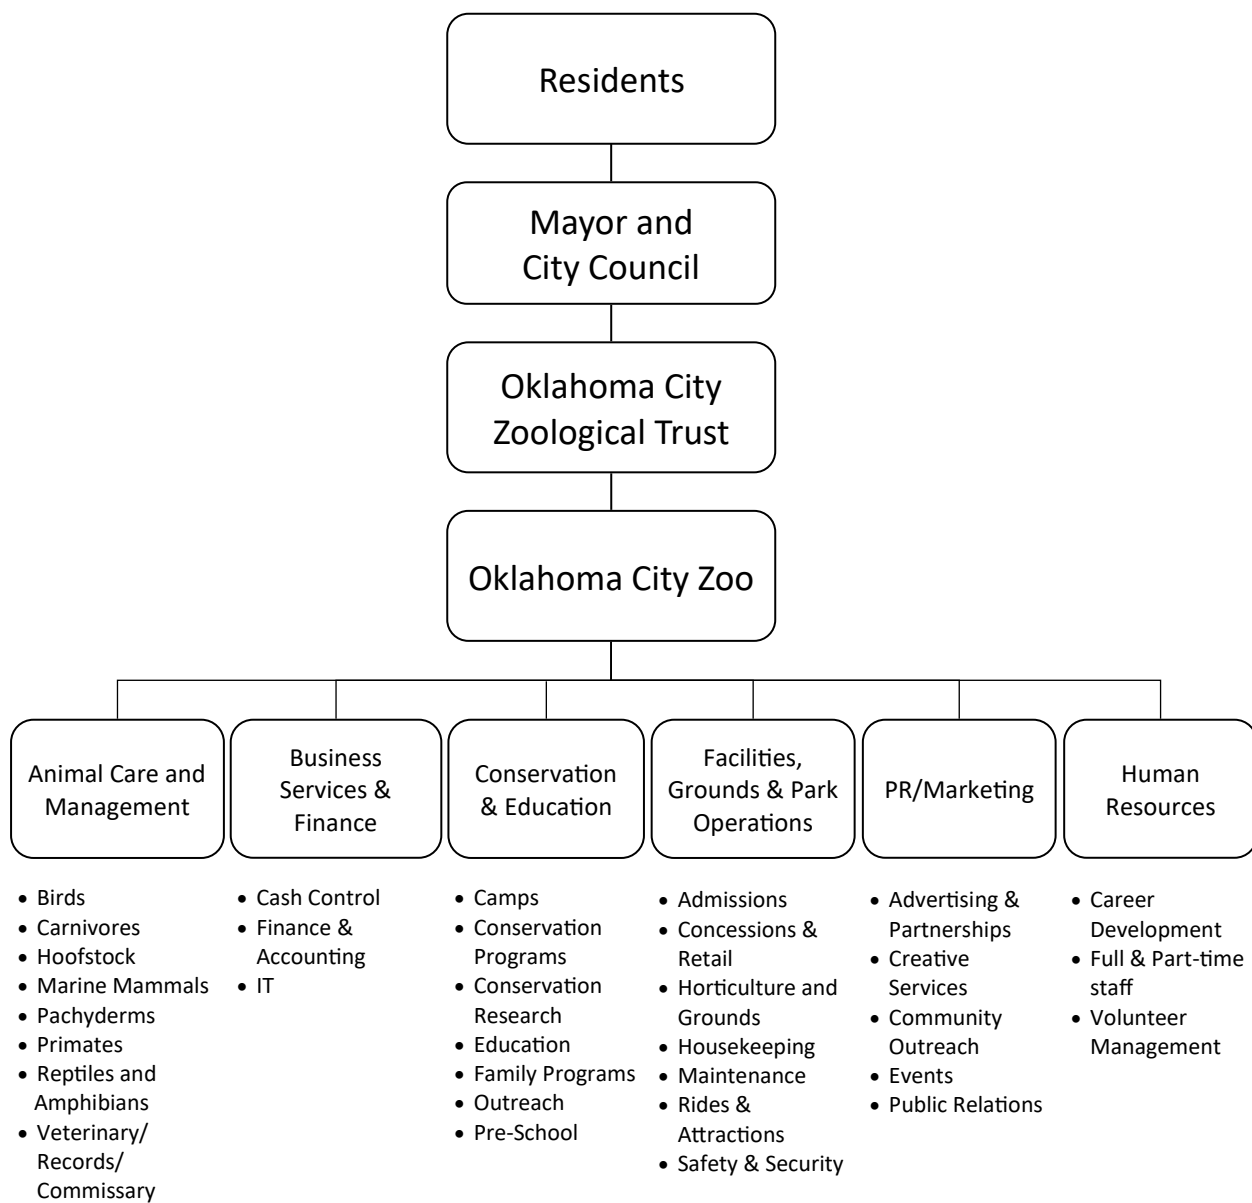 Residents
Mayor and
City Council
Oklahoma City
Zoological Trust
Oklahoma City Zoo
Animal Care and
Management
• Birds
• Carnivores
• Hoofstock
• Marine Mammals
• Pachyderms
• Primates
• Reptiles and
Amphibians
• Veterinary/
Records/
Commissary
Business
Services &
Finance
• Cash Control
• Finance &
Accounting
• IT
Conservation
& Education
• Camps
• Conservation
Programs
• Conservation
Research
• Education
• Family Programs
• Outreach
• Pre-School
Facilities,
Grounds & Park
Operations
• Admissions
• Concessions &
Retail
• Horticulture and
Grounds
• Housekeeping
• Maintenance
• Rides &
Attractions
• Safety & Security
PR/Marketing
• Advertising &
Partnerships
• Creative
Services
• Community
Outreach
• Events
• Public Relations
Human
Resources
• Career
Development
• Full & Part-time
staff
• Volunteer
Management